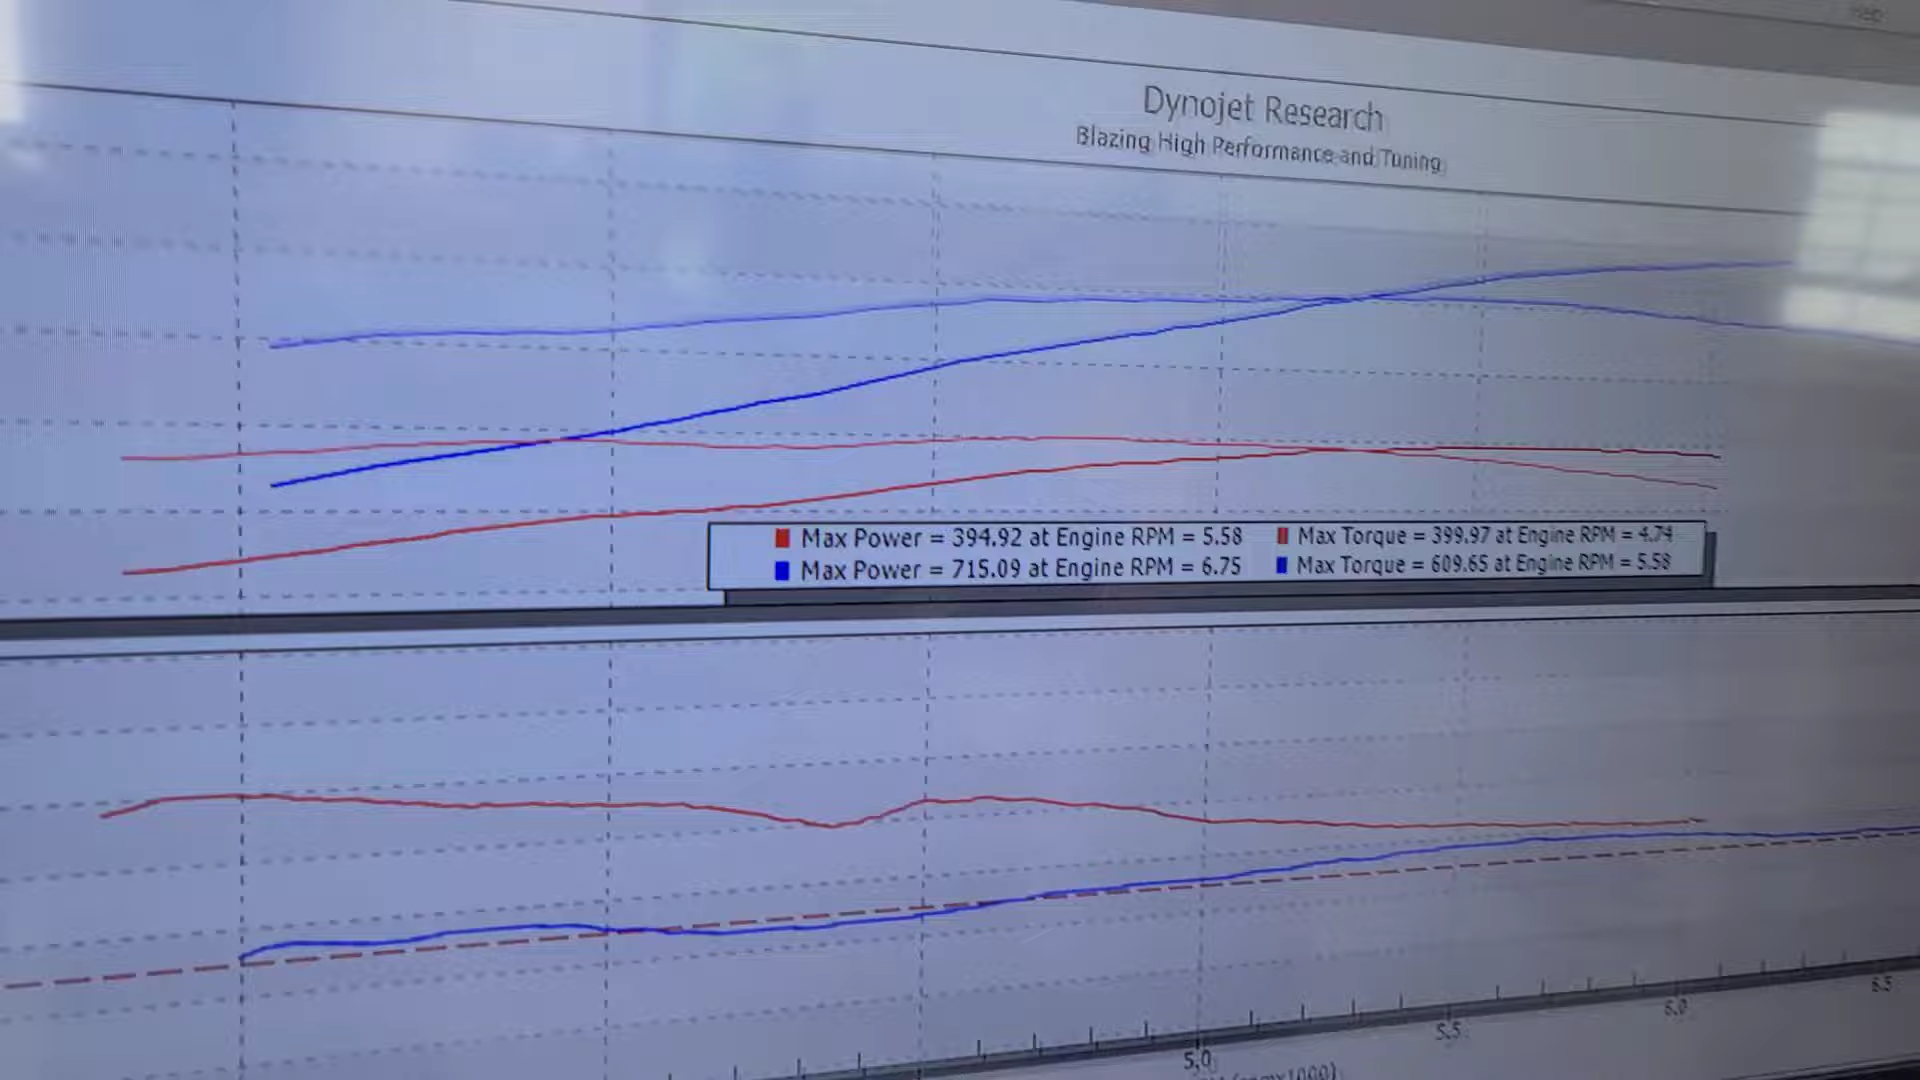 Help
Dynojet Research
Blazing High Performance and Tuning
Max Power = 394.92 at Engine RPM = 5.58 Max Torque = 399.97 at Engine RPM = 4.74
Max Power = 715.09 at Engine RPM = 6.75 Max Torque = 609.65 at Engine RPM = 5.58
5.0 5.5 6.0 6.5